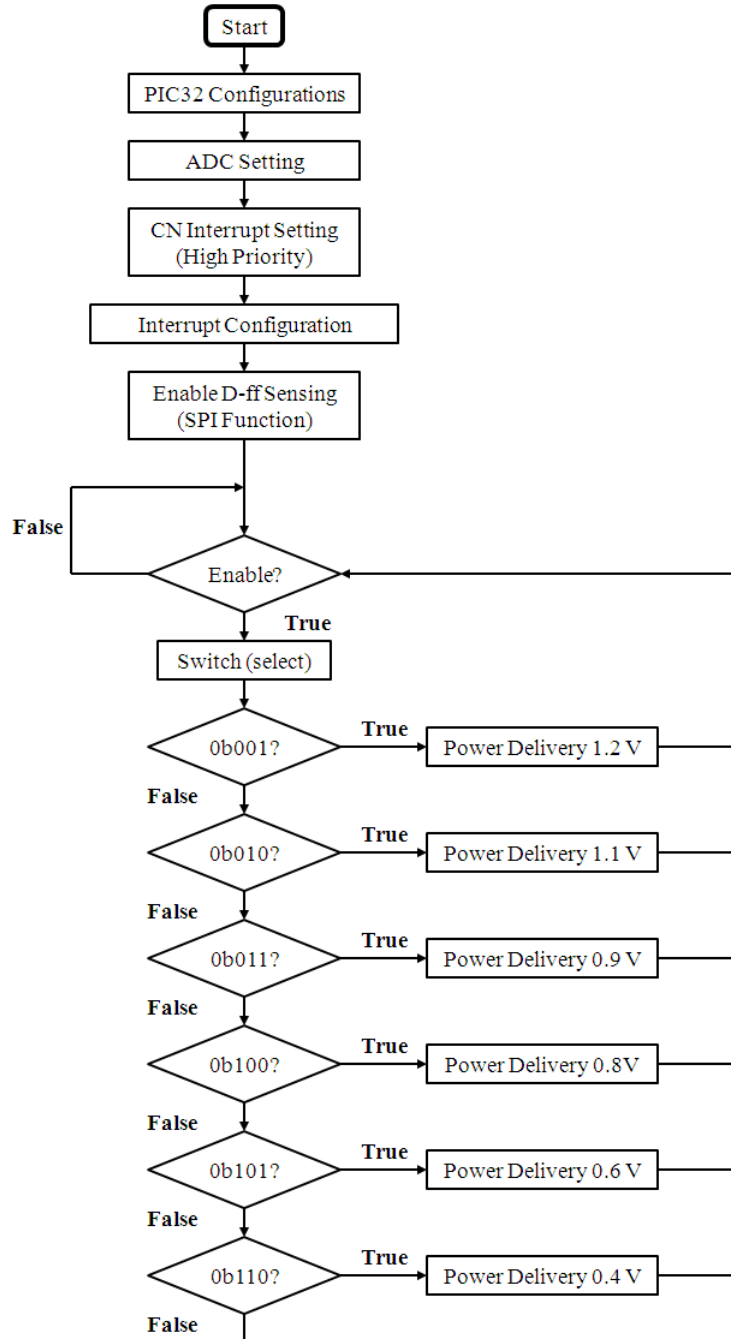 Start
PIC32 Configurations
ADC Setting
CN Interrupt Setting
(High Priority)
Interrupt Configuration
Enable D-ff Sensing
(SPI Function)
False
Enable?
True
Switch (select)
0b001?
True
Power Delivery 1.2 V
False
0b010?
True
Power Delivery 1.1 V
False
0b011?
True
Power Delivery 0.9 V
False
0b100?
True
Power Delivery 0.8V
False
0b101?
True
Power Delivery 0.6 V
False
0b110?
True
Power Delivery 0.4 V
False